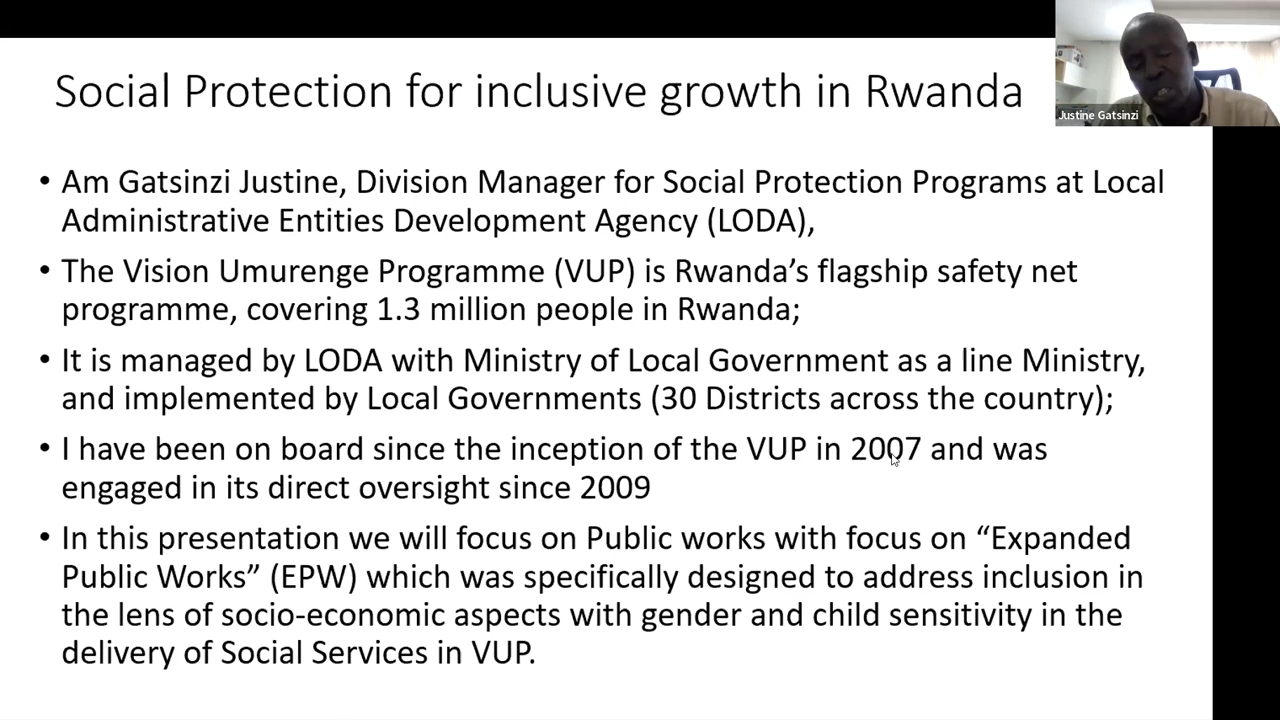 Social Protection for inclusive growth in Rwanda
Justine Gatsinzi
• Am Gatsinzi Justine, Division Manager for Social Protection Programs at Local
Administrative Entities Development Agency (LODA),
• The Vision Umurenge Programme (VUP) is Rwanda’s flagship safety net
programme, covering 1.3 million people in Rwanda;
• It is managed by LODA with Ministry of Local Government as a line Ministry,
and implemented by Local Governments (30 Districts across the country);
• I have been on board since the inception of the VUP in 2007 and was
engaged in its direct oversight since 2009
• In this presentation we will focus on Public works with focus on “Expanded
Public Works” (EPW) which was specifically designed to address inclusion in
the lens of socio-economic aspects with gender and child sensitivity in the
delivery of Social Services in VUP.